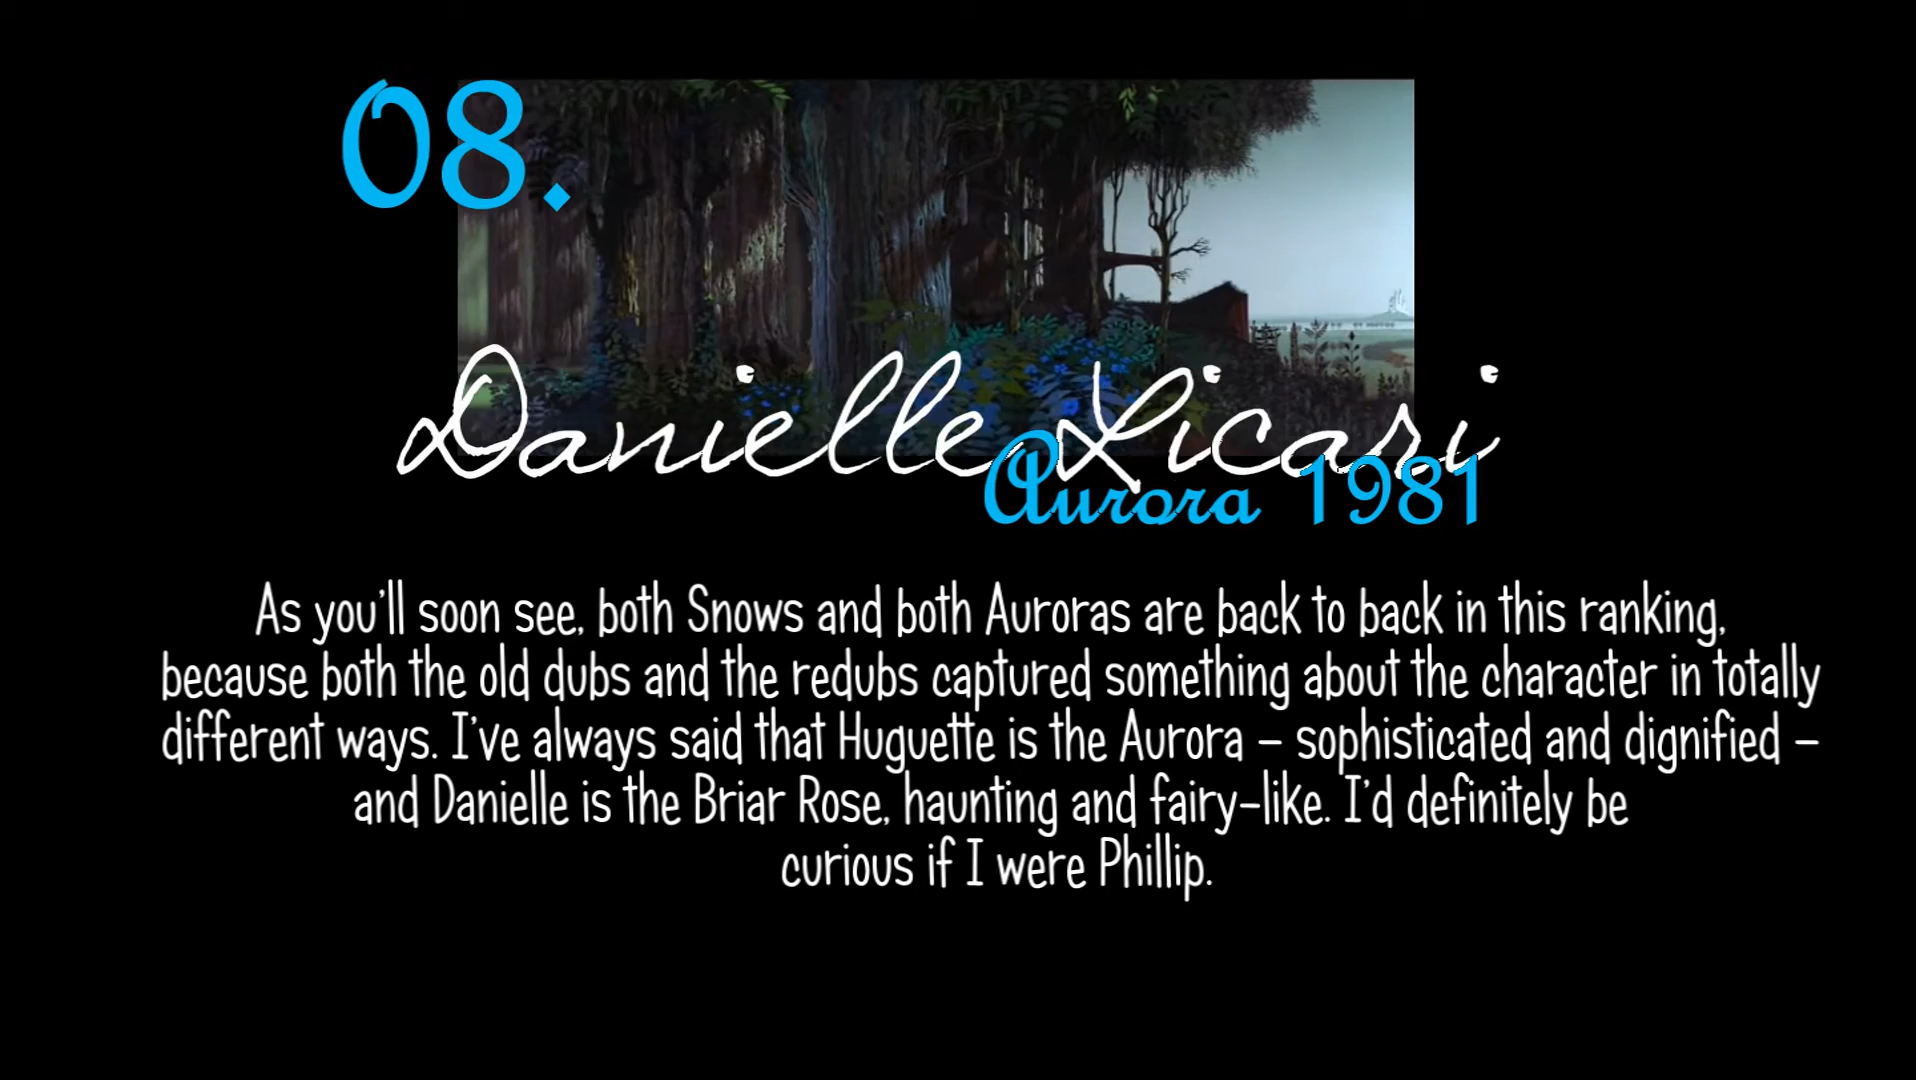 08.
Danielle Licari
Aurora 1981
As you'll soon see, both Snows and both Auroras are back to back in this ranking,
because both the old dubs and the redubs captured something about the character in totally
different ways. I've always said that Huguette is the Aurora – sophisticated and dignified –
and Danielle is the Briar Rose, haunting and fairy-like. I'd definitely be
curious if I were Phillip.